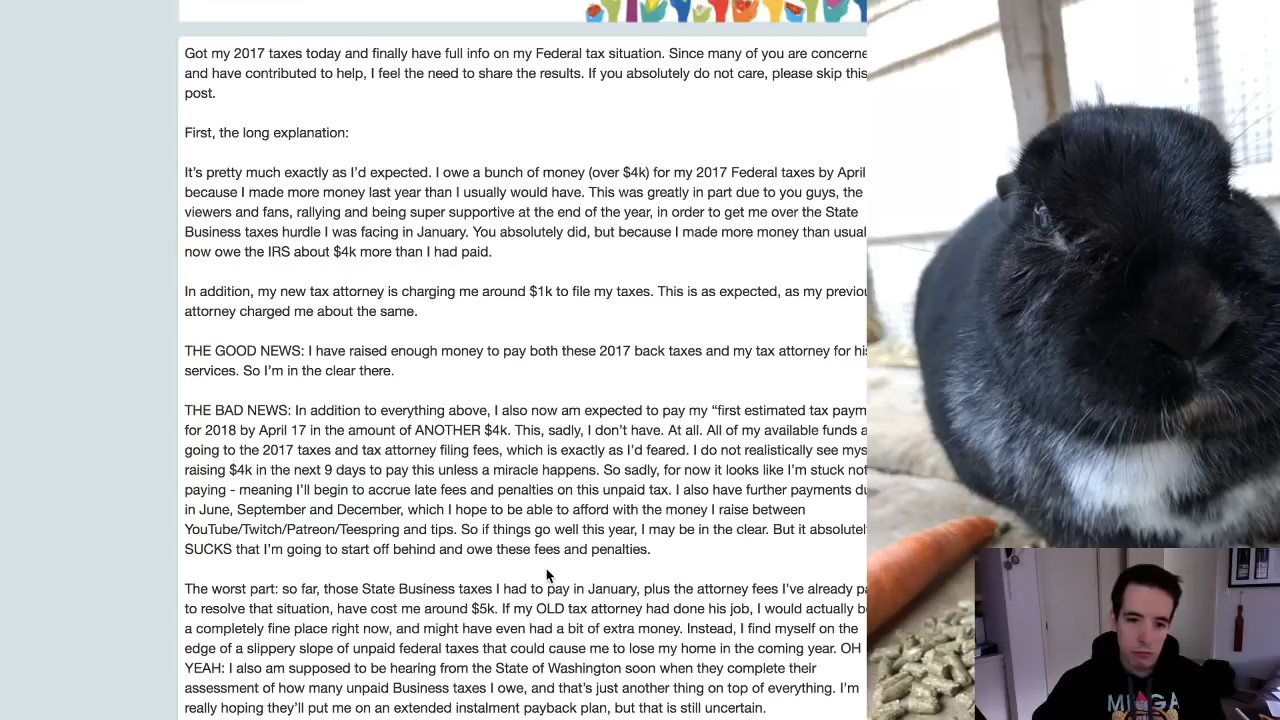 Got my 2017 taxes today and finally have full info on my Federal tax situation. Since many of you are concerne
and have contributed to help, I feel the need to share the results. If you absolutely do not care, please skip this
post.
First, the long explanation:
It's pretty much exactly as I'd expected. I owe a bunch of money (over $4k) for my 2017 Federal taxes by April
because I made more money last year than I usually would have. This was greatly in part due to you guys, the
viewers and fans, rallying and being super supportive at the end of the year, in order to get me over the State
Business taxes hurdle I was facing in January. You absolutely did, but because I made more money than usual
now owe the IRS about $4k more than I had paid.
In addition, my new tax attorney is charging me around $1k to file my taxes. This is as expected, as my previou
attorney charged me about the same.
THE GOOD NEWS: I have raised enough money to pay both these 2017 back taxes and my tax attorney for his
services. So I'm in the clear there.
THE BAD NEWS: In addition to everything above, I also now am expected to pay my “first estimated tax paym
for 2018 by April 17 in the amount of ANOTHER $4k. This, sadly, I don't have. At all. All of my available funds a
going to the 2017 taxes and tax attorney filing fees, which is exactly as I'd feared. I do not realistically see mys
raising $4k in the next 9 days to pay this unless a miracle happens. So sadly, for now it looks like I'm stuck not
paying - meaning I'll begin to accrue late fees and penalties on this unpaid tax. I also have further payments du
in June, September and December, which I hope to be able to afford with the money I raise between
YouTube/Twitch/Patreon/Teespring and tips. So if things go well this year, I may be in the clear. But it absolutel
SUCKS that I'm going to start off behind and owe these fees and penalties.
The worst part: so far, those State Business taxes I had to pay in January, plus the attorney fees I've already pa
to resolve that situation, have cost me around $5k. If my OLD tax attorney had done his job, I would actually b
a completely fine place right now, and might have even had a bit of extra money. Instead, I find myself on the
edge of a slippery slope of unpaid federal taxes that could cause me to lose my home in the coming year. OH
YEAH: I also am supposed to be hearing from the State of Washington soon when they complete their
assessment of how many unpaid Business taxes I owe, and that's just another thing on top of everything. I'm
really hoping they'll put me on an extended instalment payback plan, but that is still uncertain.